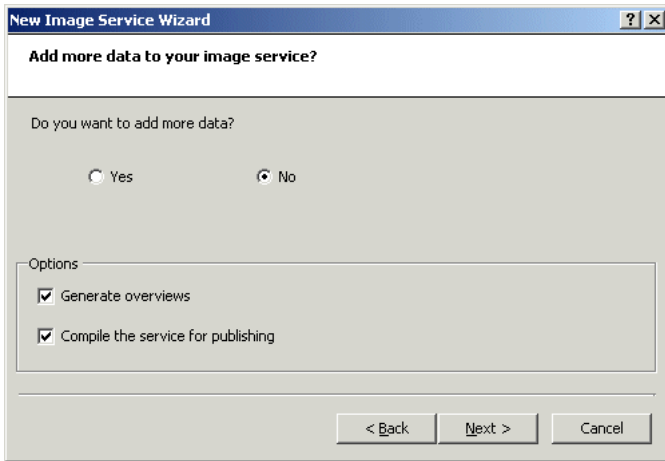 New Image Service Wizard
Add more data to your image service?
Do you want to add more data?
Yes No
Options
Generate overviews
Compile the service for publishing
< Back Next > Cancel